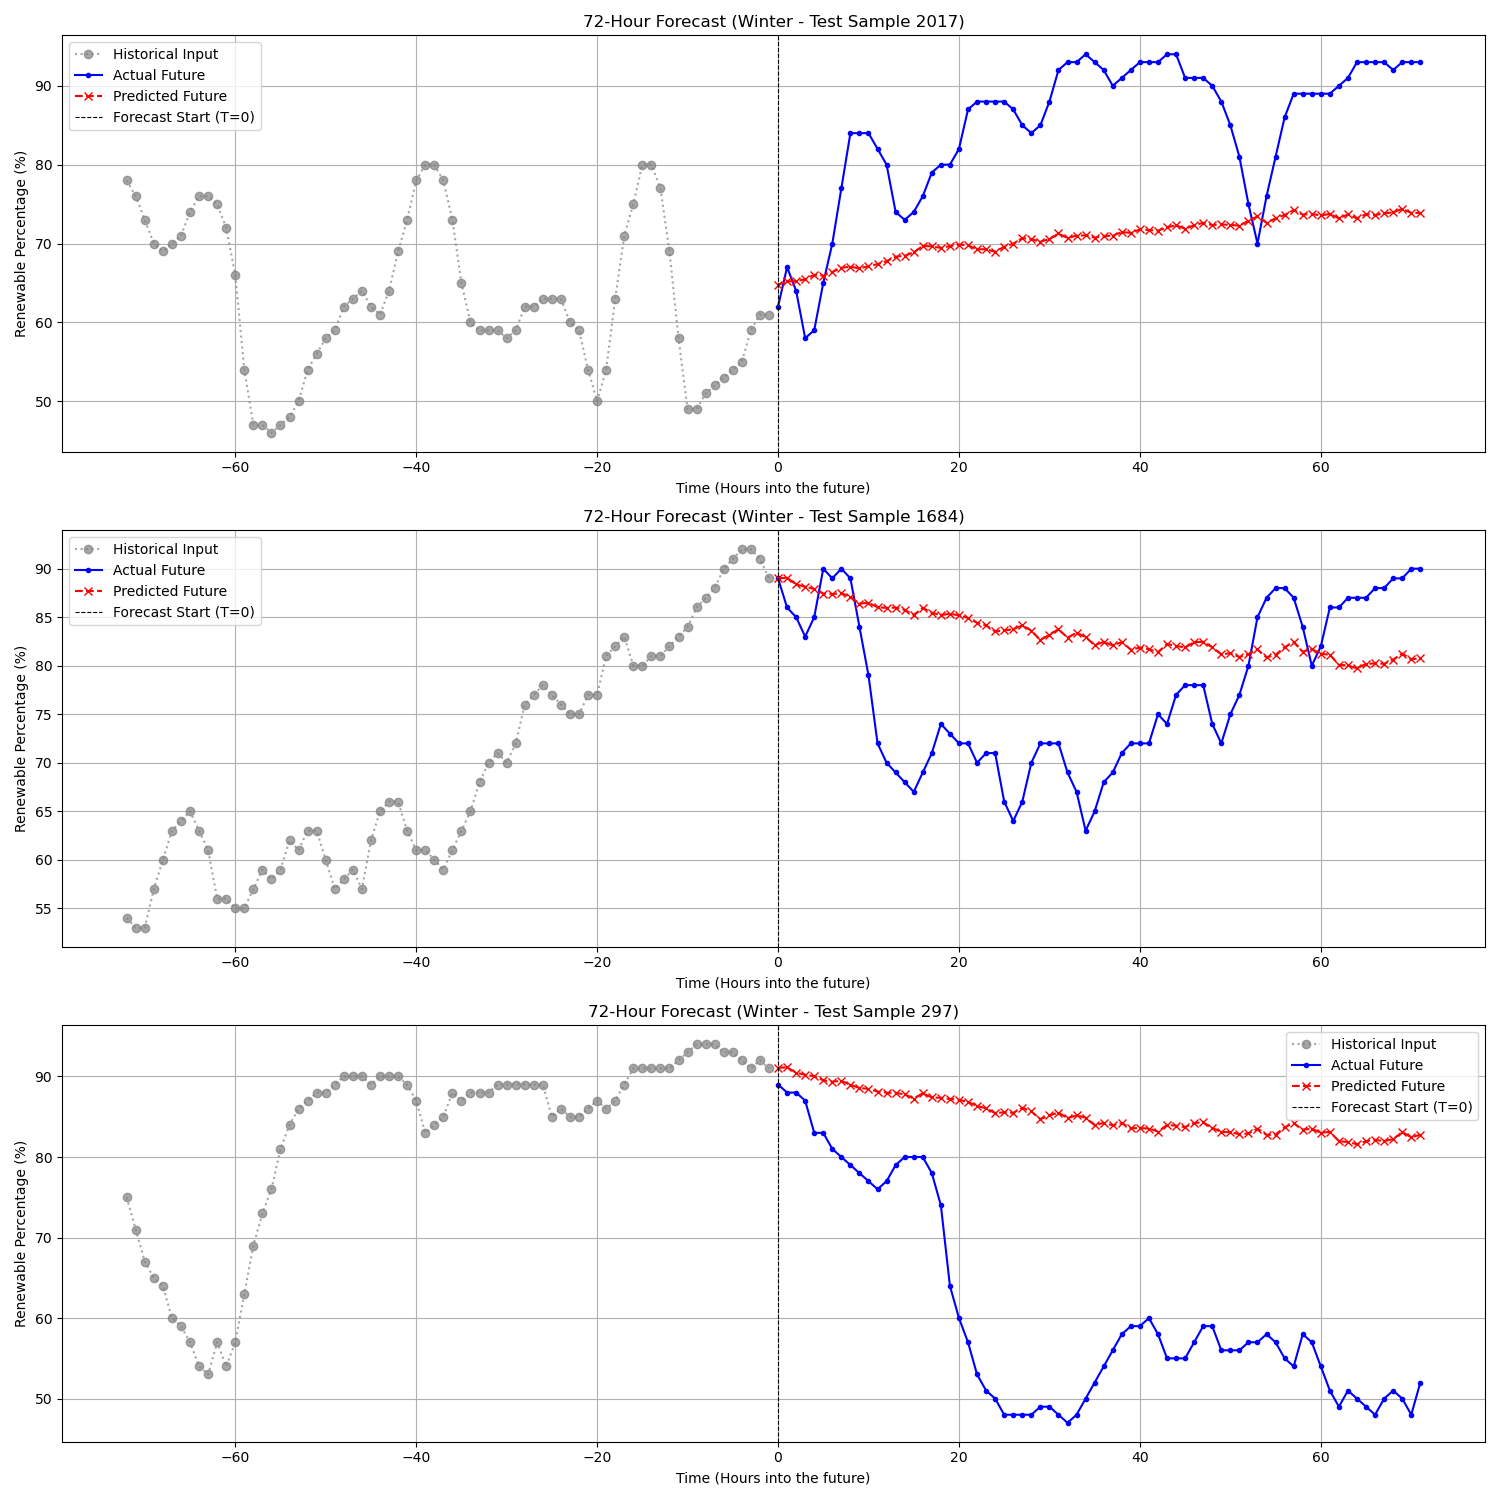 72-Hour Forecast (Winter - Test Sample 2017)
Historical Input
Actual Future
Predicted Future
Forecast Start (T=0)
Renewable Percentage (%)
90
80
70
60
50
−60 −40 −20 0 20 40 60
Time (Hours into the future)
72-Hour Forecast (Winter - Test Sample 1684)
Historical Input
Actual Future
Predicted Future
Forecast Start (T=0)
Renewable Percentage (%)
90
85
80
75
70
65
60
55
−60 −40 −20 0 20 40 60
Time (Hours into the future)
72-Hour Forecast (Winter - Test Sample 297)
Historical Input
Actual Future
Predicted Future
Forecast Start (T=0)
Renewable Percentage (%)
90
80
70
60
50
−60 −40 −20 0 20 40 60
Time (Hours into the future)